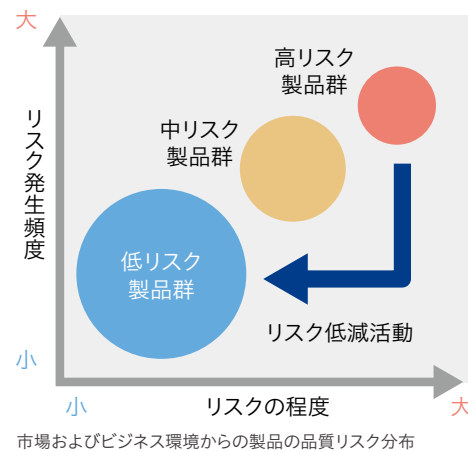 大
高リスク
製品群
中リスク
製品群
リスク発生頻度
低リスク
製品群
リスク低減活動
小
小
リスクの程度
大
市場およびビジネス環境からの製品の品質リスク分布